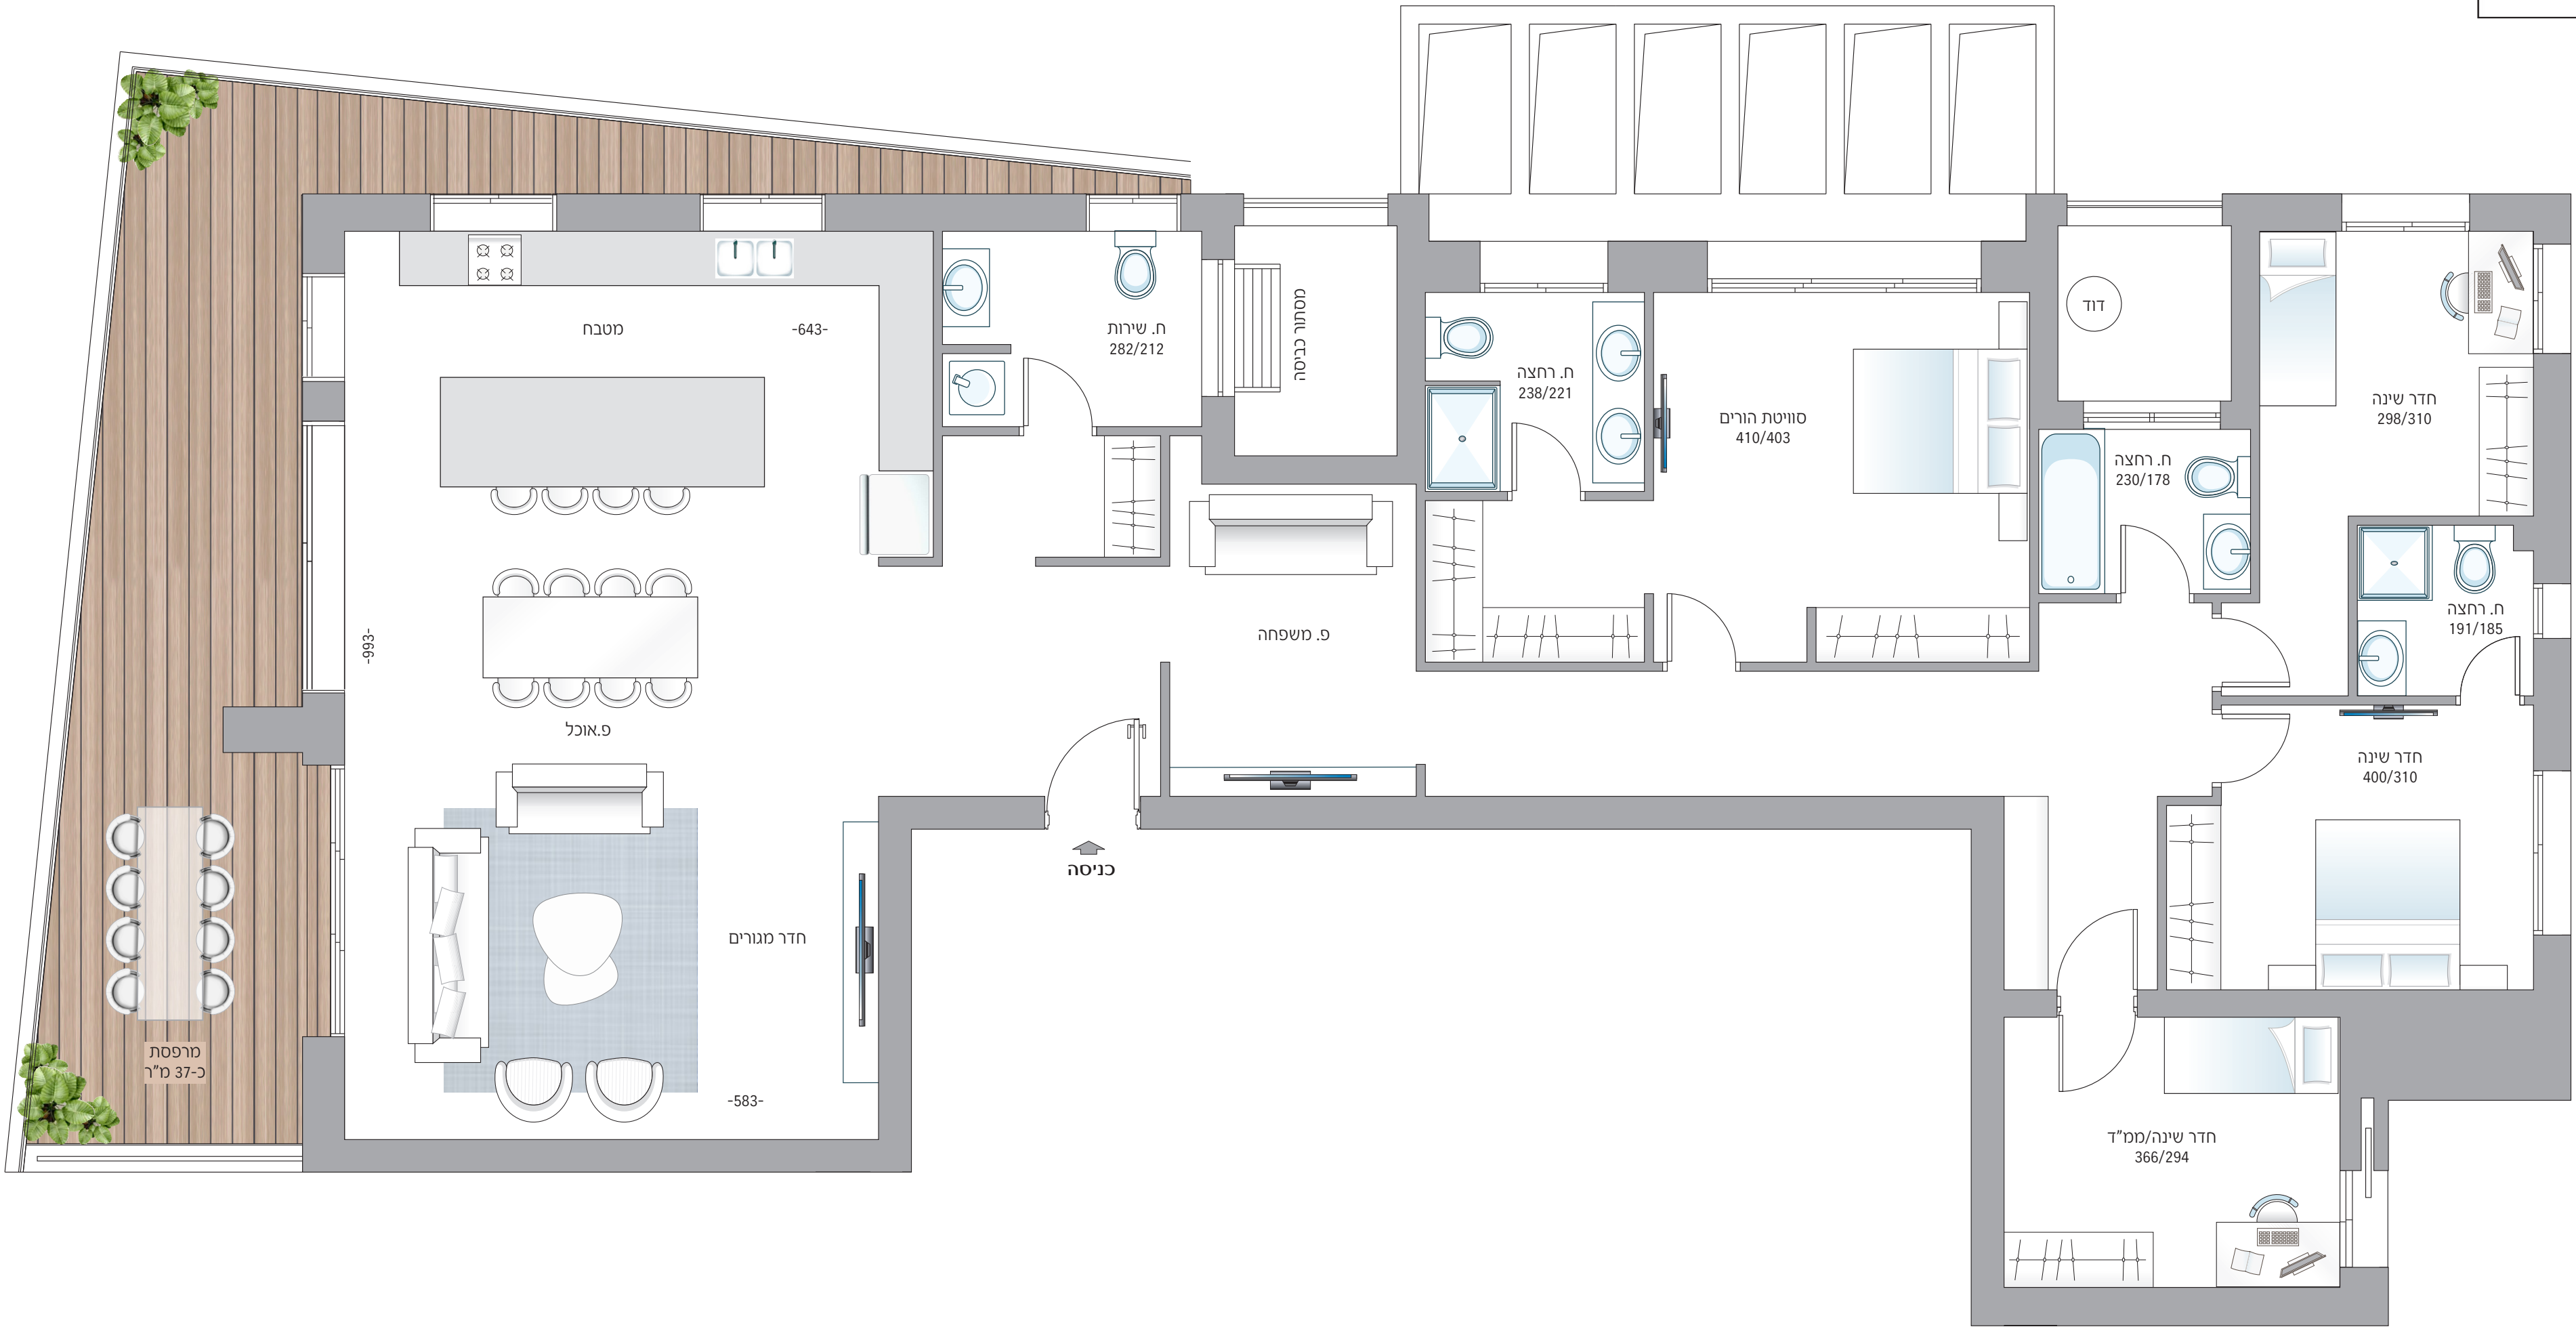 מטבח
-643-
ח. שירות
282/212
מסתור כביסה
ח. רחצה
238/221
סוויטת הורים
410/403
דוד
ח. רחצה
230/178
חדר שינה
298/310
ח. רחצה
191/185
פ. משפחה
-993-
פ.אוכל
חדר שינה
400/310
כניסה
חדר מגורים
מרפסת
כ-37 מ"ר
-583-
חדר שינה/ממ"ד
366/294